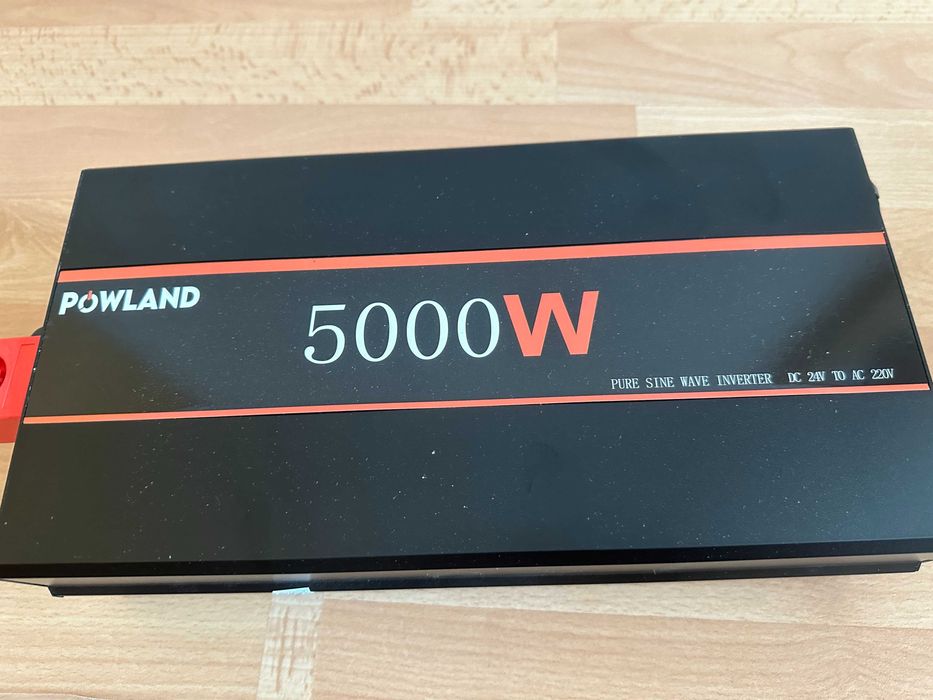 POWLAND
5000W
PURE SINE WAVE INVERTER DC 24V TO AC 220V